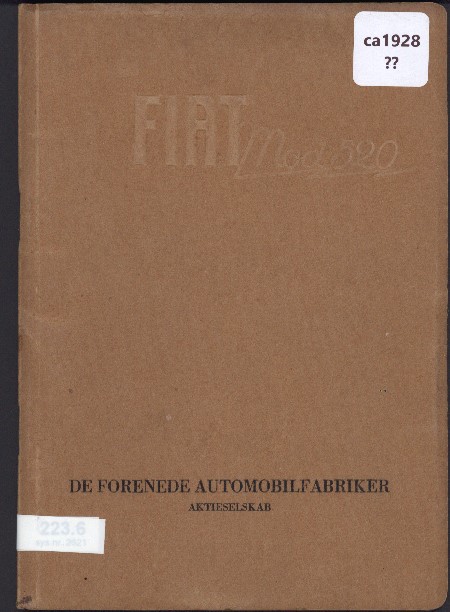 ca1928
??
FIAT Mod 520
DE FORENEDE AUTOMOBILFABRIKER
AKTIESELSKAB
223.6